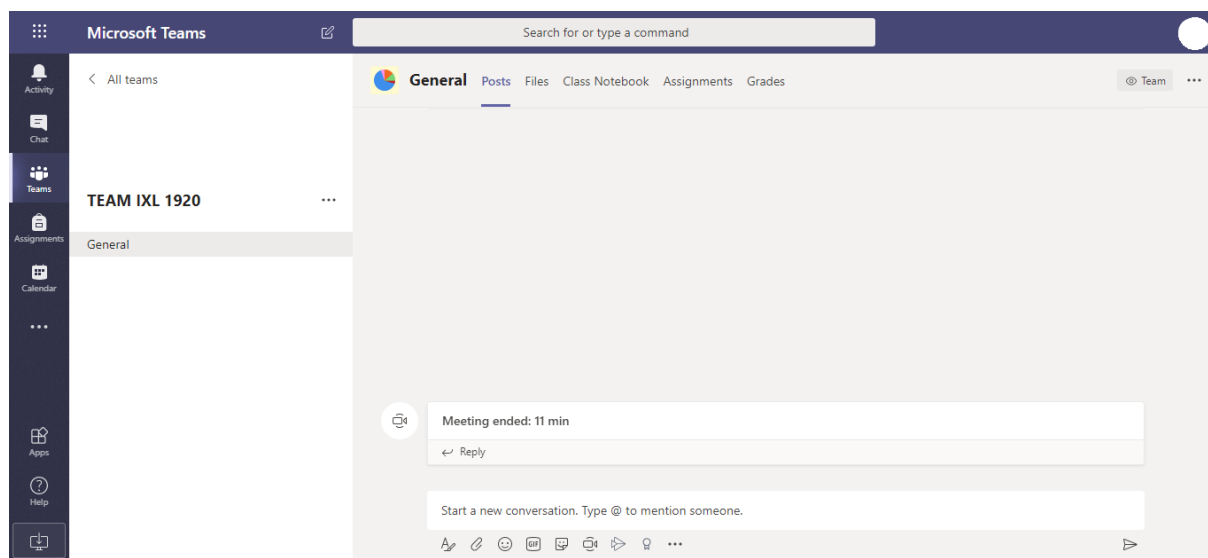 Microsoft Teams
Search for or type a command
Activity
Chat
Teams
Assignments
Calendar
Apps
Help
All teams
TEAM IXL 1920
General
General Posts Files Class Notebook Assignments Grades
Team
Meeting ended: 11 min
Reply
Start a new conversation. Type @ to mention someone.
GIF